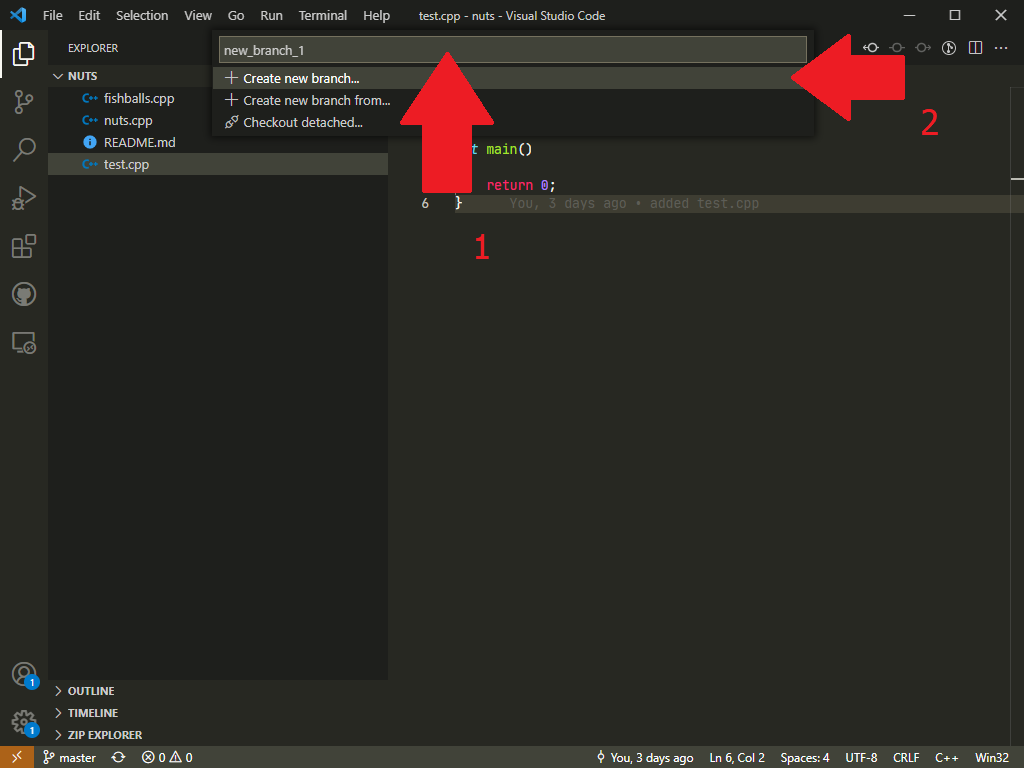 File Edit Selection View Go Run Terminal Help test.cpp - nuts - Visual Studio Code
EXPLORER
NUTS
fishballs.cpp
nuts.cpp
README.md
test.cpp
new_branch_1
Create new branch...
Create new branch from...
Checkout detached...
t main()
return 0;
6 } You, 3 days ago • added test.cpp
1
2
OUTLINE
TIMELINE
ZIP EXPLORER
1
1
master 0 0 You, 3 days ago Ln 6, Col 2 Spaces: 4 UTF-8 CRLF C++ Win32